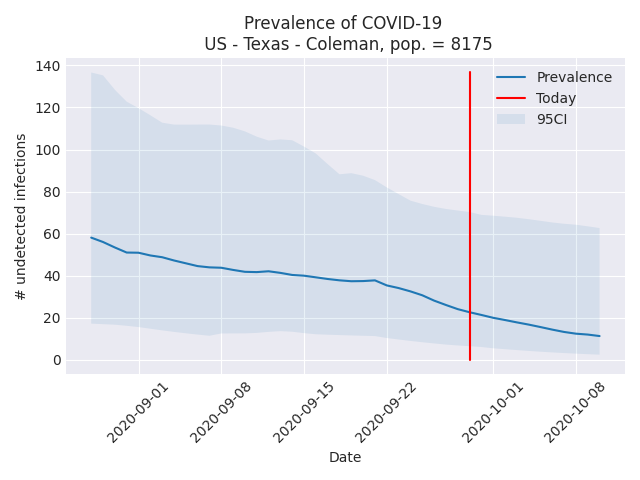 Prevalence of COVID-19
US - Texas - Coleman, pop. = 8175
# undetected infections
140
120
100
80
60
40
20
0
Prevalence
Today
95CI
2020-09-01
2020-09-08
2020-09-15
2020-09-22
2020-10-01
2020-10-08
Date